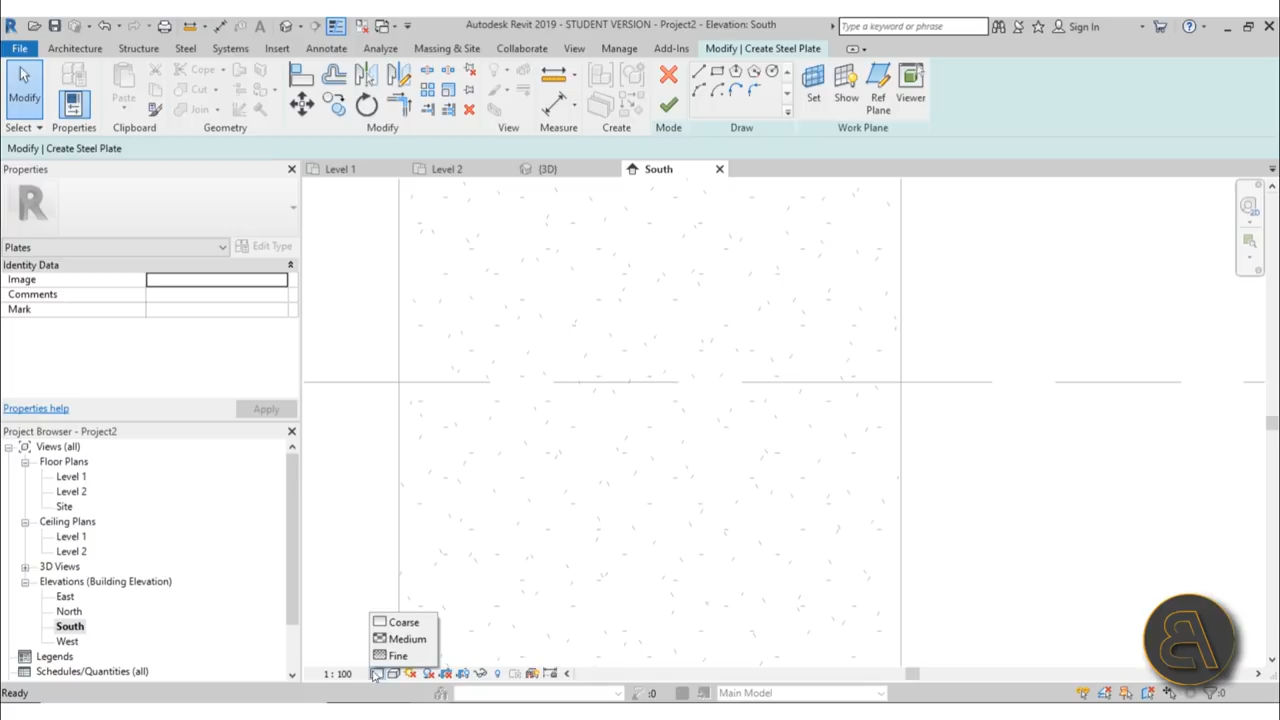 Autodesk Revit 2019 - STUDENT VERSION - Project2 - Elevation: South
Type a keyword or phrase
Sign In
File
Architecture
Structure
Steel
Systems
Insert
Annotate
Analyze
Massing & Site
Collaborate
View
Manage
Add-Ins
Modify | Create Steel Plate
Modify
Paste
Cope
Cut
Join
Set
Show
Ref
Plane
Viewer
Select
Properties
Clipboard
Geometry
Modify
View
Measure
Create
Mode
Draw
Work Plane
Modify | Create Steel Plate
Properties
Level 1
Level 2
{3D}
South
R
Plates
Edit Type
Identity Data
Image
Comments
Mark
Properties help
Apply
Project Browser - Project2
Views (all)
Floor Plans
Level 1
Level 2
Site
Ceiling Plans
Level 1
Level 2
3D Views
Elevations (Building Elevation)
East
North
South
West
Legends
Schedules/Quantities (all)
Coarse
Medium
Fine
1 : 100
Ready
:0
Main Model
:0